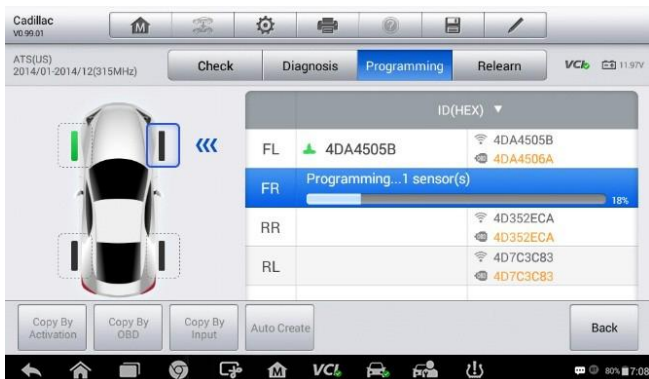 Cadillac
V0.99.01
ATS(US)
2014/01-2014/12(315MHz)
Check
Diagnosis
Programming
Relearn
VCI
11.97V
ID(HEX) ▼
FL 4DA4505B 4DA4505B
4DA4506A
FR Programming...1 sensor(s)
18%
RR 4D352ECA
4D352ECA
RL 4D7C3C83
4D7C3C83
Copy By
Activation
Copy By
OBD
Copy By
Input
Auto Create
Back
VCI
80% 7:08